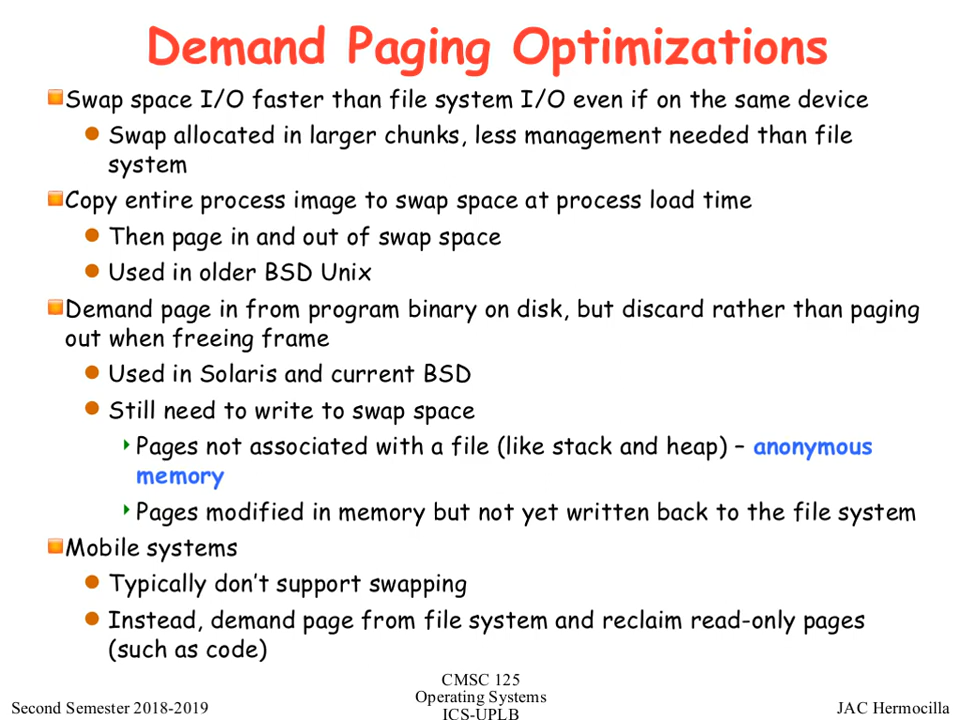 Demand Paging Optimizations
Swap space I/O faster than file system I/O even if on the same device
Swap allocated in larger chunks, less management needed than file
system
Copy entire process image to swap space at process load time
Then page in and out of swap space
Used in older BSD Unix
Demand page in from program binary on disk, but discard rather than paging
out when freeing frame
Used in Solaris and current BSD
Still need to write to swap space
Pages not associated with a file (like stack and heap) – anonymous
memory
Pages modified in memory but not yet written back to the file system
Mobile systems
Typically don't support swapping
Instead, demand page from file system and reclaim read-only pages
(such as code)
Second Semester 2018-2019
CMSC 125
Operating Systems
ICS-UPLB
JAC Hermocilla